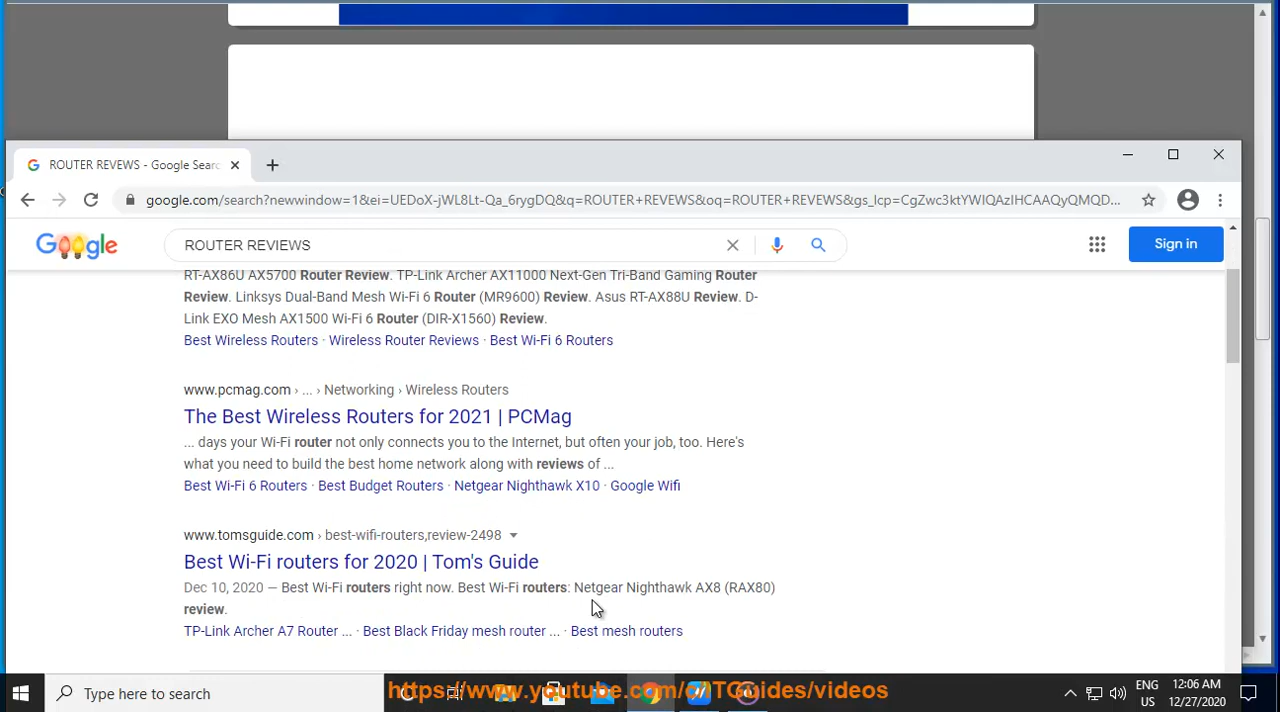 ROUTER REVEWS - Google Searc
google.com/search?newwindow=1&ei=UEDoX-jWL8Lt-Qa_6rygDQ&q=ROUTER+REVEWS&oq=ROUTER+REVEWS&gs_lcp=CgZwc3ktYWIQAzIHCAAQyQMQD...
Google
ROUTER REVIEWS
Sign in
RT-AX86U AX5700 Router Review. TP-Link Archer AX11000 Next-Gen Tri-Band Gaming Router
Review. Linksys Dual-Band Mesh Wi-Fi 6 Router (MR9600) Review. Asus RT-AX88U Review. D-
Link EXO Mesh AX1500 Wi-Fi 6 Router (DIR-X1560) Review.
Best Wireless Routers · Wireless Router Reviews · Best Wi-Fi 6 Routers
www.pcmag.com › ... › Networking › Wireless Routers
The Best Wireless Routers for 2021 | PCMag
... days your Wi-Fi router not only connects you to the Internet, but often your job, too. Here's
what you need to build the best home network along with reviews of ...
Best Wi-Fi 6 Routers · Best Budget Routers · Netgear Nighthawk X10 · Google Wifi
www.tomsguide.com › best-wifi-routers,review-2498
Best Wi-Fi routers for 2020 | Tom's Guide
Dec 10, 2020 — Best Wi-Fi routers right now. Best Wi-Fi routers: Netgear Nighthawk AX8 (RAX80)
review.
TP-Link Archer A7 Router ... · Best Black Friday mesh router ... · Best mesh routers
Type here to search
https://www.youtube.com/c/ITGuides/videos
ENG
US
12:06 AM
12/27/2020